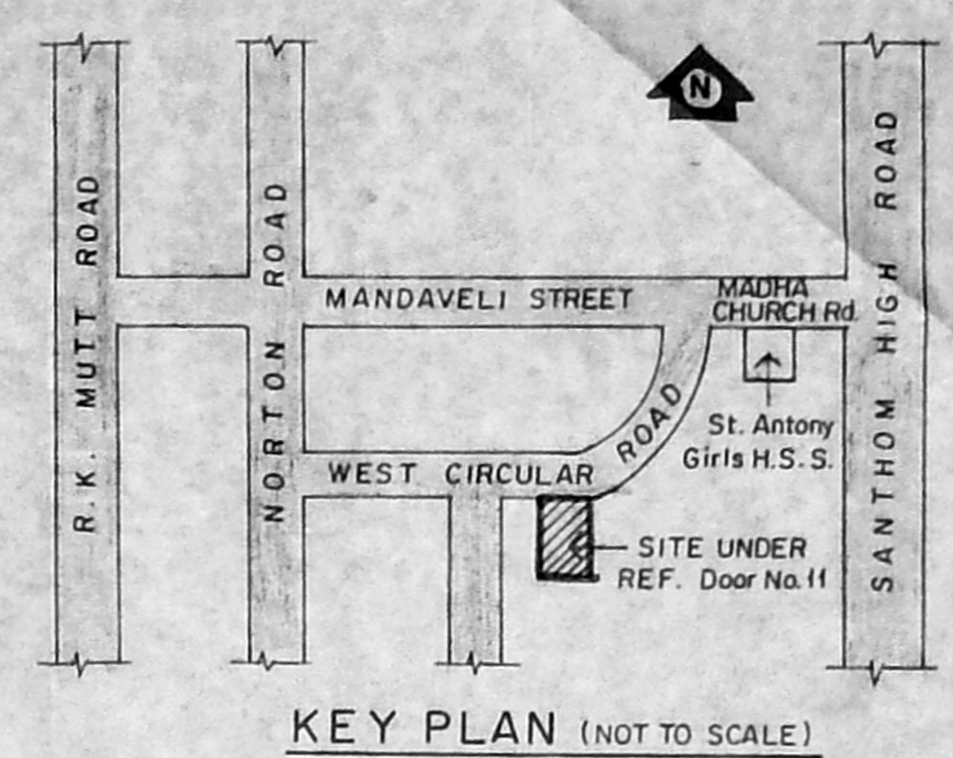 N
R.K. MUTT ROAD
NORTON ROAD
SANTHOM HIGH ROAD
MANDAVELI STREET
MADHA
CHURCH Rd.
WEST CIRCULAR ROAD
St. Antony
Girls H.S.S.
SITE UNDER
REF. Door No. 11
KEY PLAN (NOT TO SCALE)